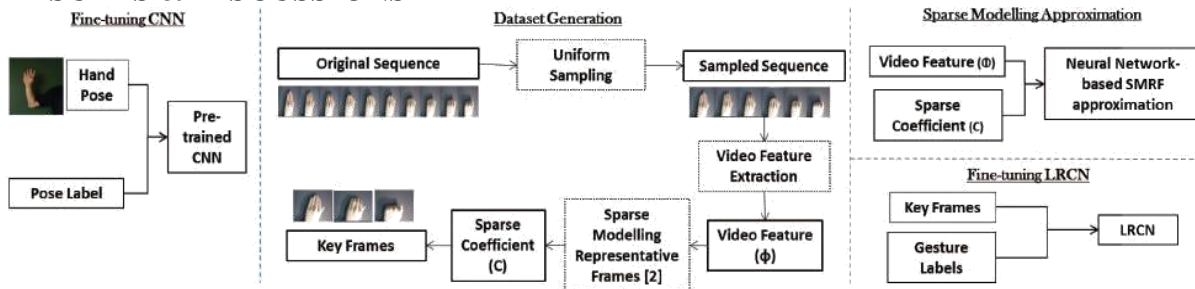 Fine-tuning CNN
Hand
Pose
Pre-
trained
CNN
Pose Label
Dataset Generation
Original Sequence
Uniform
Sampling
Sampled Sequence
Video Feature
Extraction
Video Feature
(Φ)
Sparse
Modelling
Representative
Frames [2]
Sparse
Coefficient
(C)
Key Frames
Sparse Modelling Approximation
Video Feature (Φ)
Sparse
Coefficient (C)
Neural Network-
based SMRF
approximation
Fine-tuning LRCN
Key Frames
Gesture
Labels
LRCN